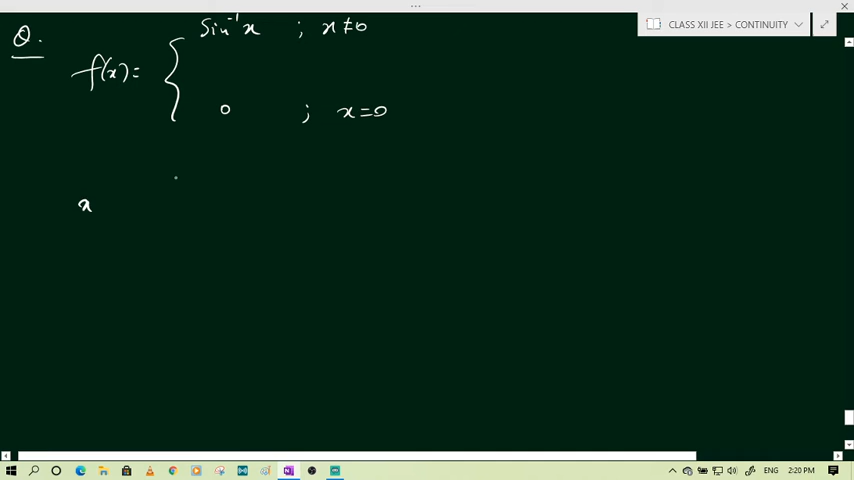 Q.
sin⁻¹x ; x≠0
f(x)= {
0 ; x=0
x
CLASS XII JEE > CONTINUITY
ENG 2:20 PM